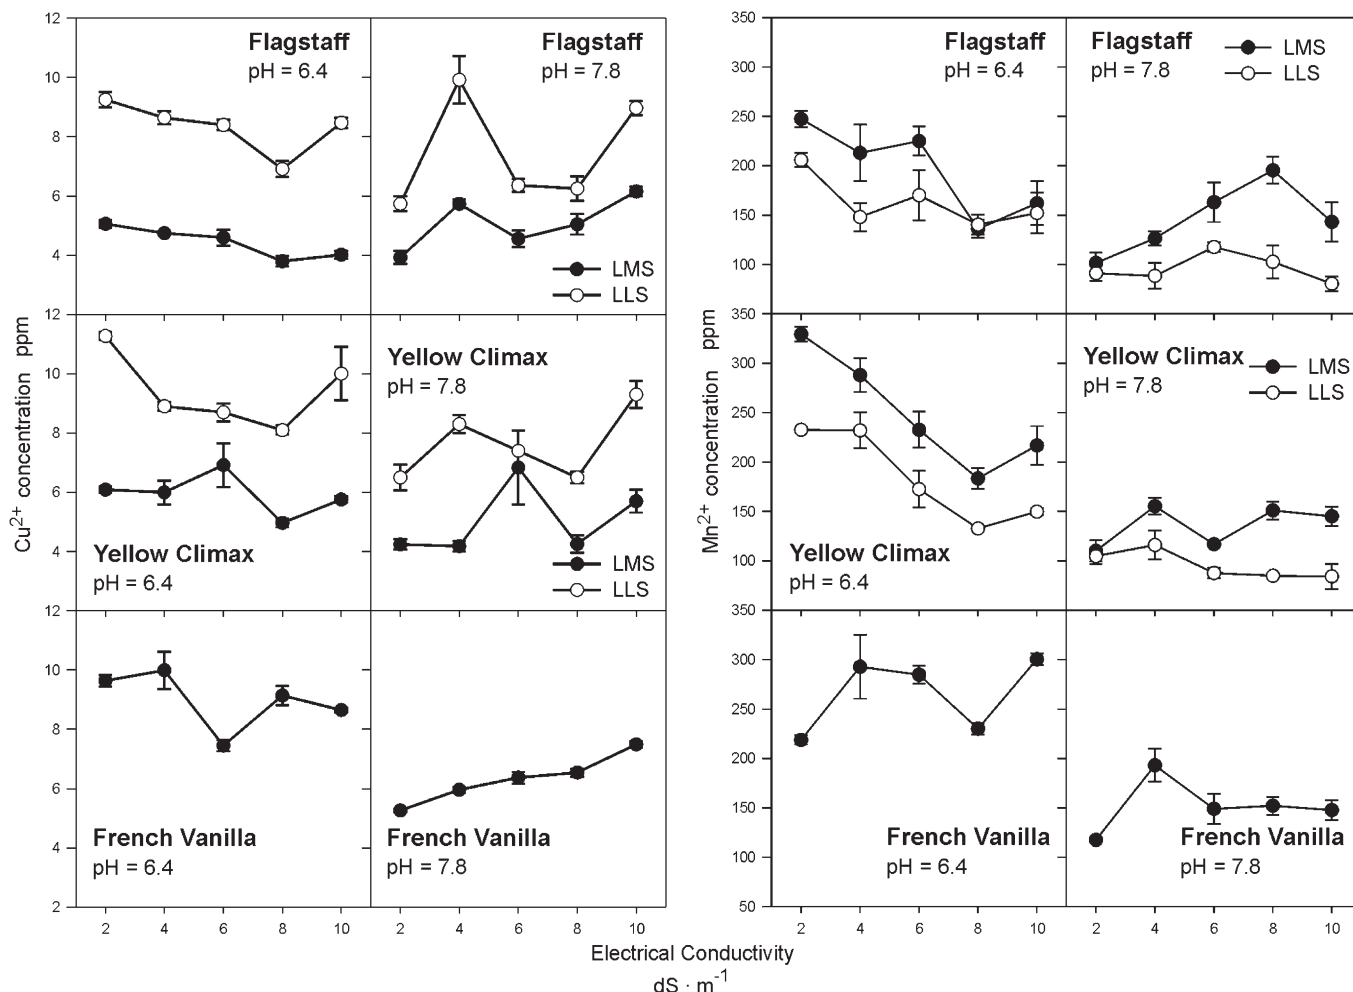 12
10
8
6
4
2
Flagstaff
pH = 6.4
Flagstaff
pH = 7.8
LMS
LLS
12
10
8
6
4
Yellow Climax
pH = 6.4
Yellow Climax
pH = 7.8
LMS
LLS
12
10
8
6
4
2
French Vanilla
pH = 6.4
French Vanilla
pH = 7.8
2 4 6 8 10 2 4 6 8 10
Cu2+ concentration ppm
350
300
250
200
150
100
50
Flagstaff
pH = 6.4
Flagstaff
pH = 7.8
LMS
LLS
350
300
250
200
150
100
Yellow Climax
pH = 6.4
Yellow Climax
pH = 7.8
LMS
LLS
350
300
250
200
150
100
50
French Vanilla
pH = 6.4
French Vanilla
pH = 7.8
2 4 6 8 10 2 4 6 8 10
Mn2+ concentration ppm
Electrical Conductivity
dS · m-1